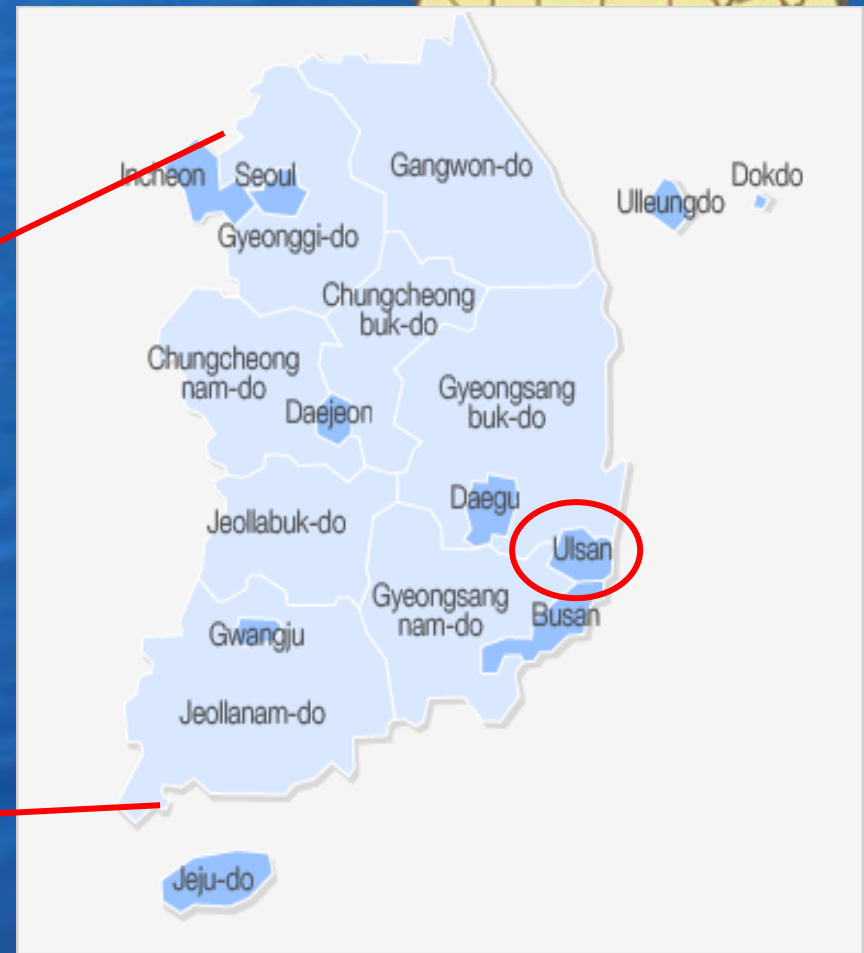 Gangwon-do
Incheon
Seoul
Dokdo
Ulleungdo
Gyeonggi-do
Chungcheong
buk-do
Chungcheong
nam-do
Gyeongsang
buk-do
Daejeon
Daegu
Jeollabuk-do
Ulsan
Gyeongsang
nam-do
Busan
Gwangju
Jeollanam-do
Jeju-do